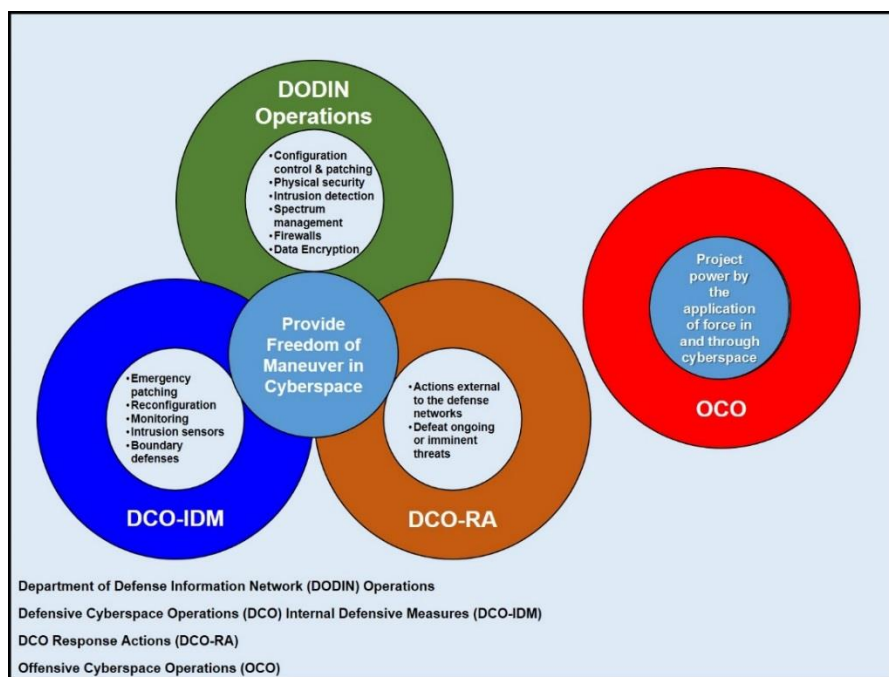 DODIN
Operations
•Configuration
control & patching
•Physical security
•Intrusion detection
•Spectrum
management
•Firewalls
•Data Encryption
Provide
Freedom of
Maneuver in
Cyberspace
•Emergency
patching
•Reconfiguration
•Monitoring
•Intrusion sensors
•Boundary
defenses
DCO-IDM
•Actions external
to the defense
networks
•Defeat ongoing
or imminent
threats
DCO-RA
Project
power by
the
application
of force in
and through
cyberspace
OCO
Department of Defense Information Network (DODIN) Operations
Defensive Cyberspace Operations (DCO) Internal Defensive Measures (DCO-IDM)
DCO Response Actions (DCO-RA)
Offensive Cyberspace Operations (OCO)